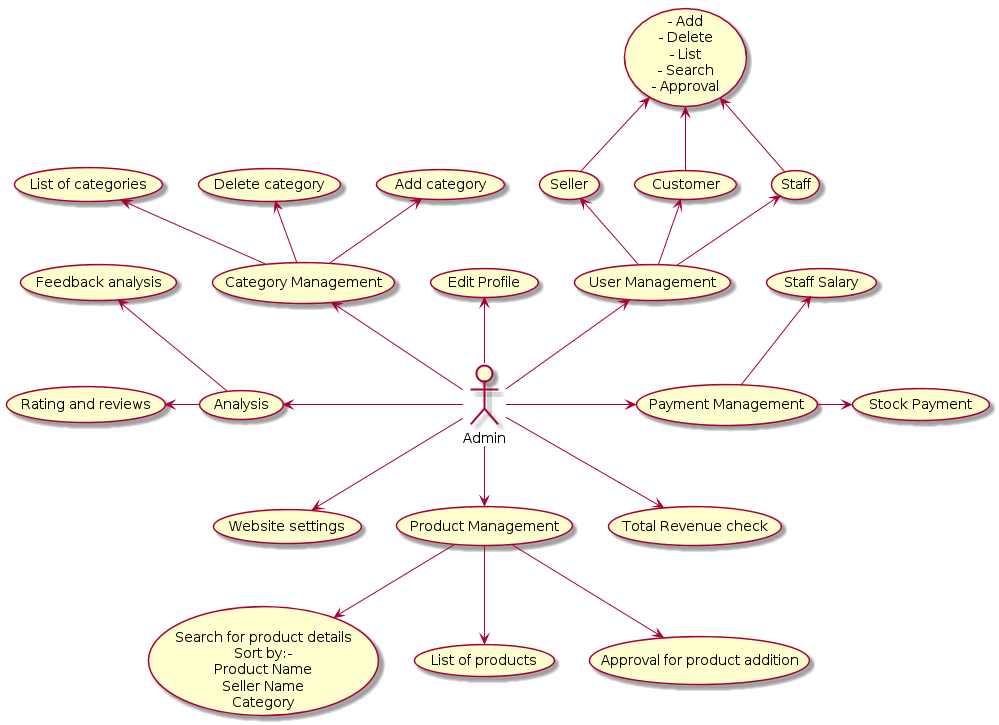 - Add
- Delete
- List
- Search
- Approval
List of categories
Delete category
Add category
Seller
Customer
Staff
Feedback analysis
Category Management
Edit Profile
User Management
Staff Salary
Rating and reviews
Analysis
Payment Management
Stock Payment
Admin
Website settings
Product Management
Total Revenue check
Search for product details
Sort by:-
Product Name
Seller Name
Category
List of products
Approval for product addition